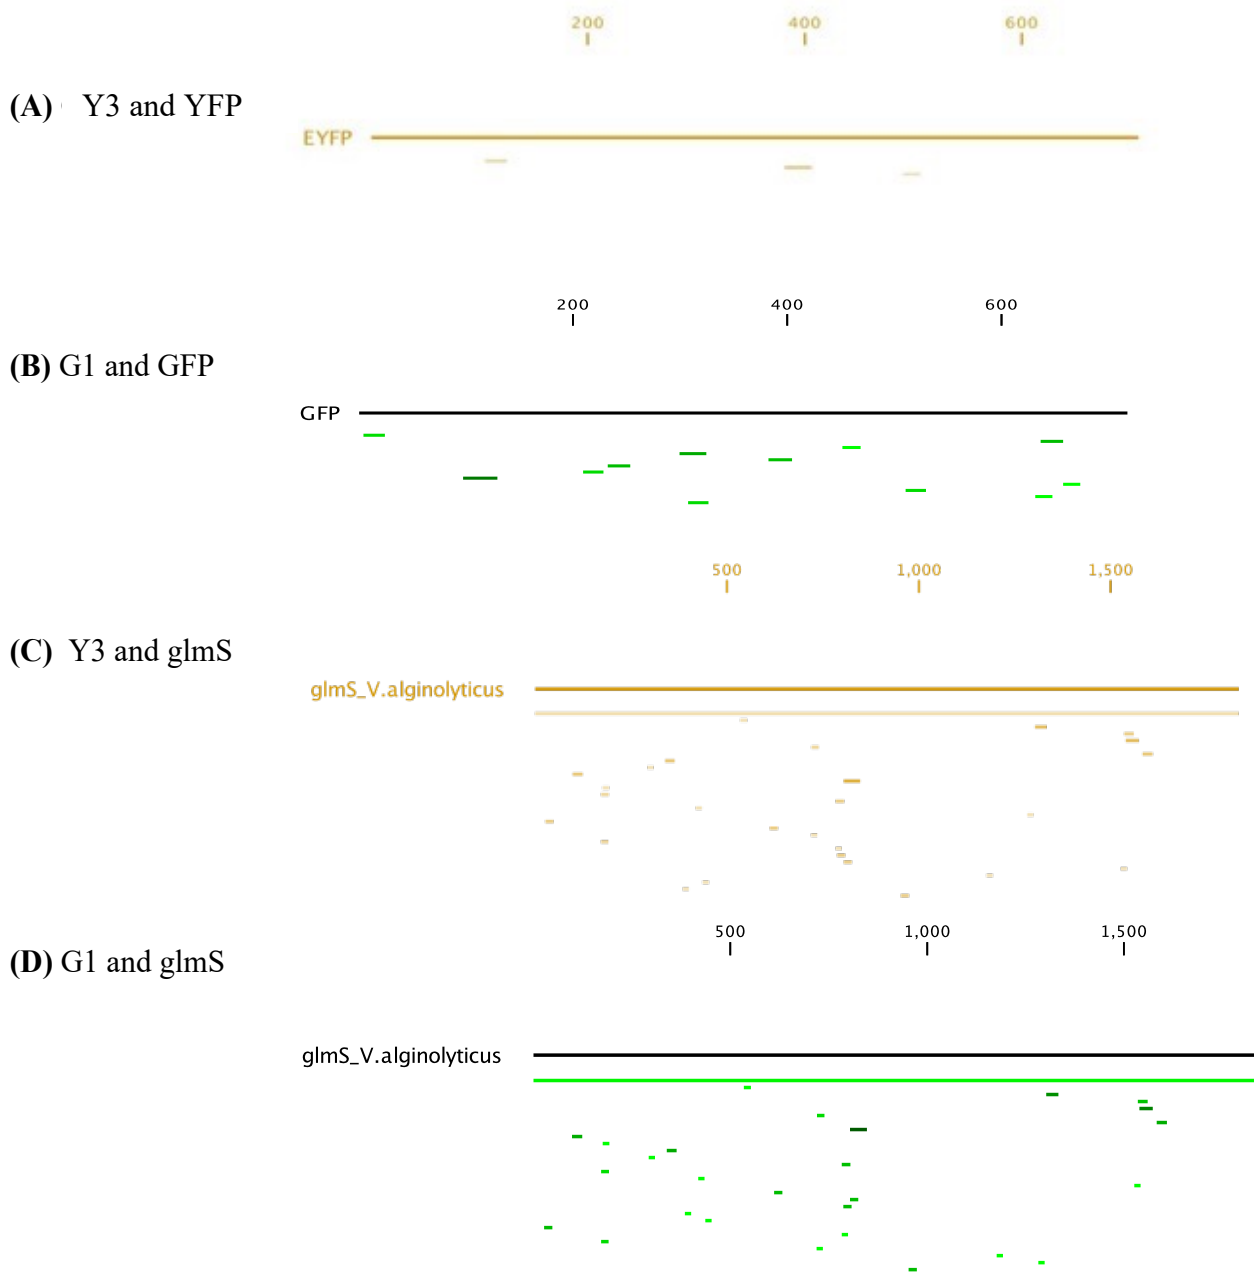 200 400 600
(A) Y3 and YFP
EYFP
200 400 600
(B) G1 and GFP
GFP
500 1,000 1,500
(C) Y3 and glmS
glmS_V.alginolyticus
500 1,000 1,500
(D) G1 and glmS
glmS_V.alginolyticus